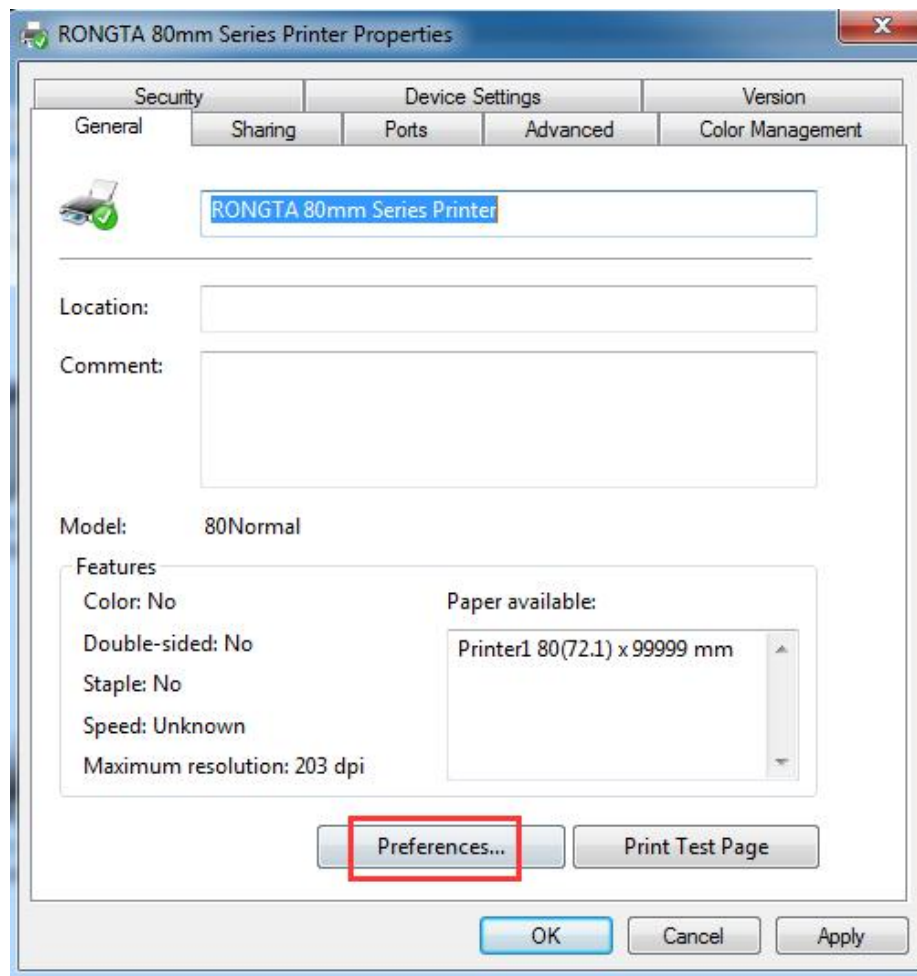 RONGTA 80mm Series Printer Properties
Security Device Settings Version
General Sharing Ports Advanced Color Management
RONGTA 80mm Series Printer
Location:
Comment:
Model: 80Normal
Features
Color: No Paper available:
Double-sided: No Printer1 80(72.1) x 99999 mm
Staple: No
Speed: Unknown
Maximum resolution: 203 dpi
Preferences... Print Test Page
OK Cancel Apply